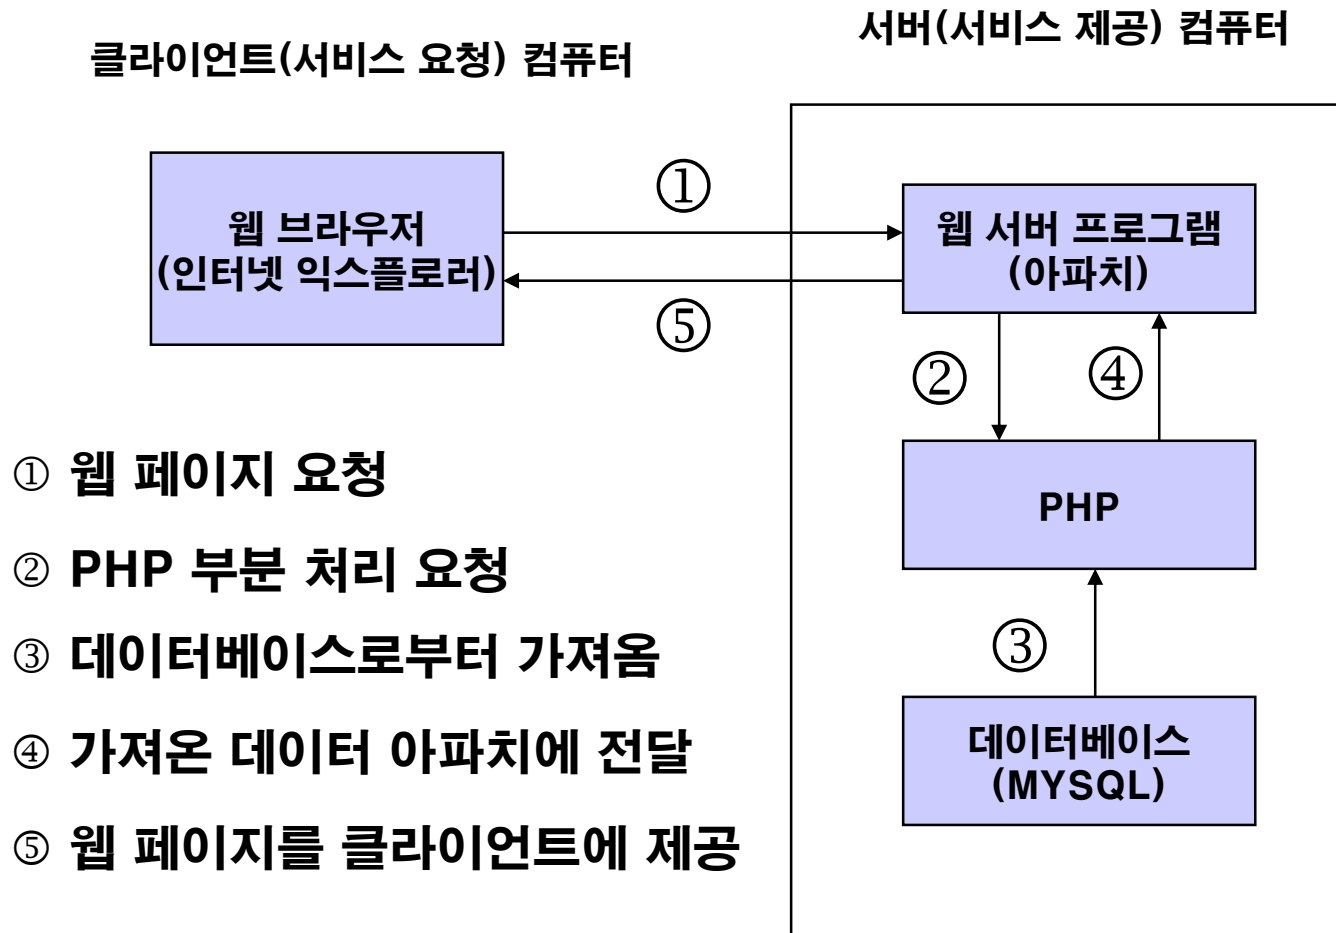 클라이언트(서비스 요청) 컴퓨터
서버(서비스 제공) 컴퓨터
웹 브라우저
(인터넷 익스플로러)
①
⑤
웹 서버 프로그램
(아파치)
②
④
PHP
③
데이터베이스
(MYSQL)
① 웹 페이지 요청
② PHP 부분 처리 요청
③ 데이터베이스로부터 가져옴
④ 가져온 데이터 아파치에 전달
⑤ 웹 페이지를 클라이언트에 제공